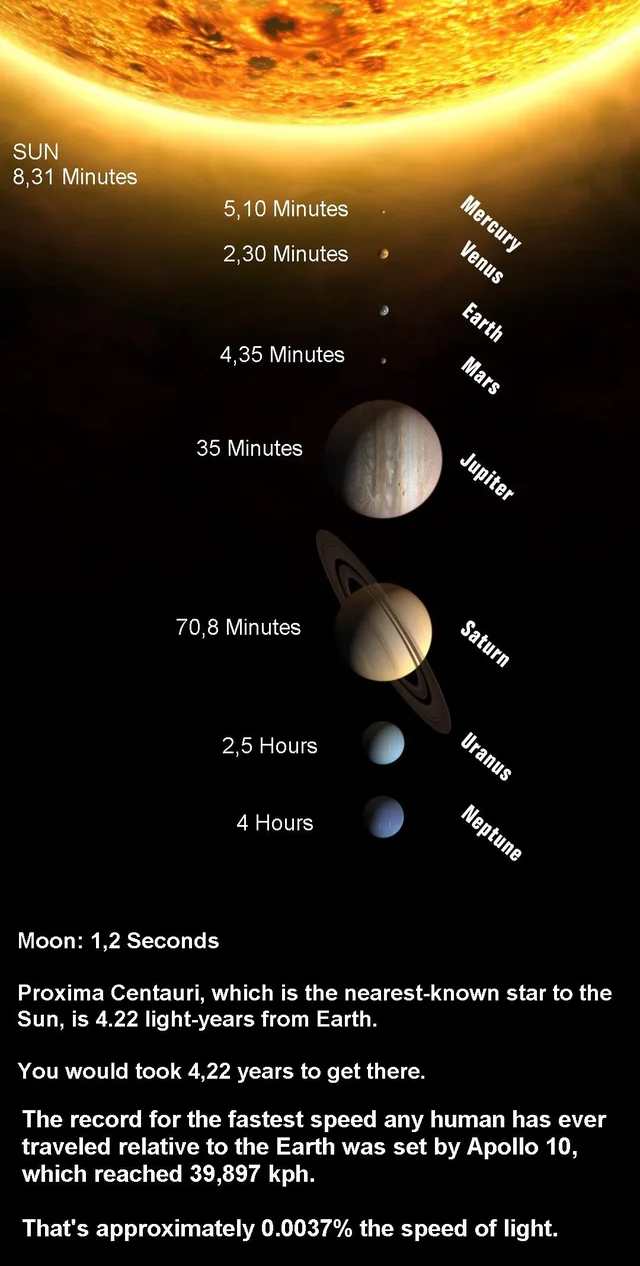 SUN
8,31 Minutes
5,10 Minutes
Mercury
2,30 Minutes
Venus
Earth
4,35 Minutes
Mars
35 Minutes
Jupiter
70,8 Minutes
Saturn
2,5 Hours
Uranus
4 Hours
Neptune
Moon: 1,2 Seconds
Proxima Centauri, which is the nearest-known star to the
Sun, is 4.22 light-years from Earth.
You would took 4,22 years to get there.
The record for the fastest speed any human has ever
traveled relative to the Earth was set by Apollo 10,
which reached 39,897 kph.
That's approximately 0.0037% the speed of light.